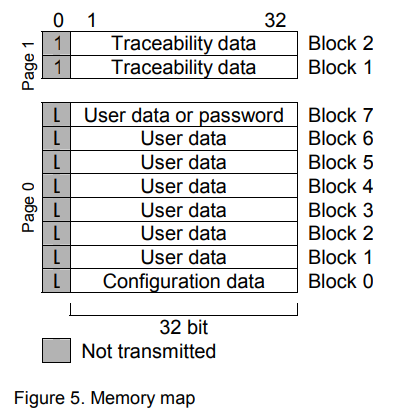 0 1 32
Page 1
1 Traceability data Block 2
1 Traceability data Block 1
Page 0
L User data or password Block 7
L User data Block 6
L User data Block 5
L User data Block 4
L User data Block 3
L User data Block 2
L User data Block 1
L Configuration data Block 0
32 bit
Not transmitted
Figure 5. Memory map